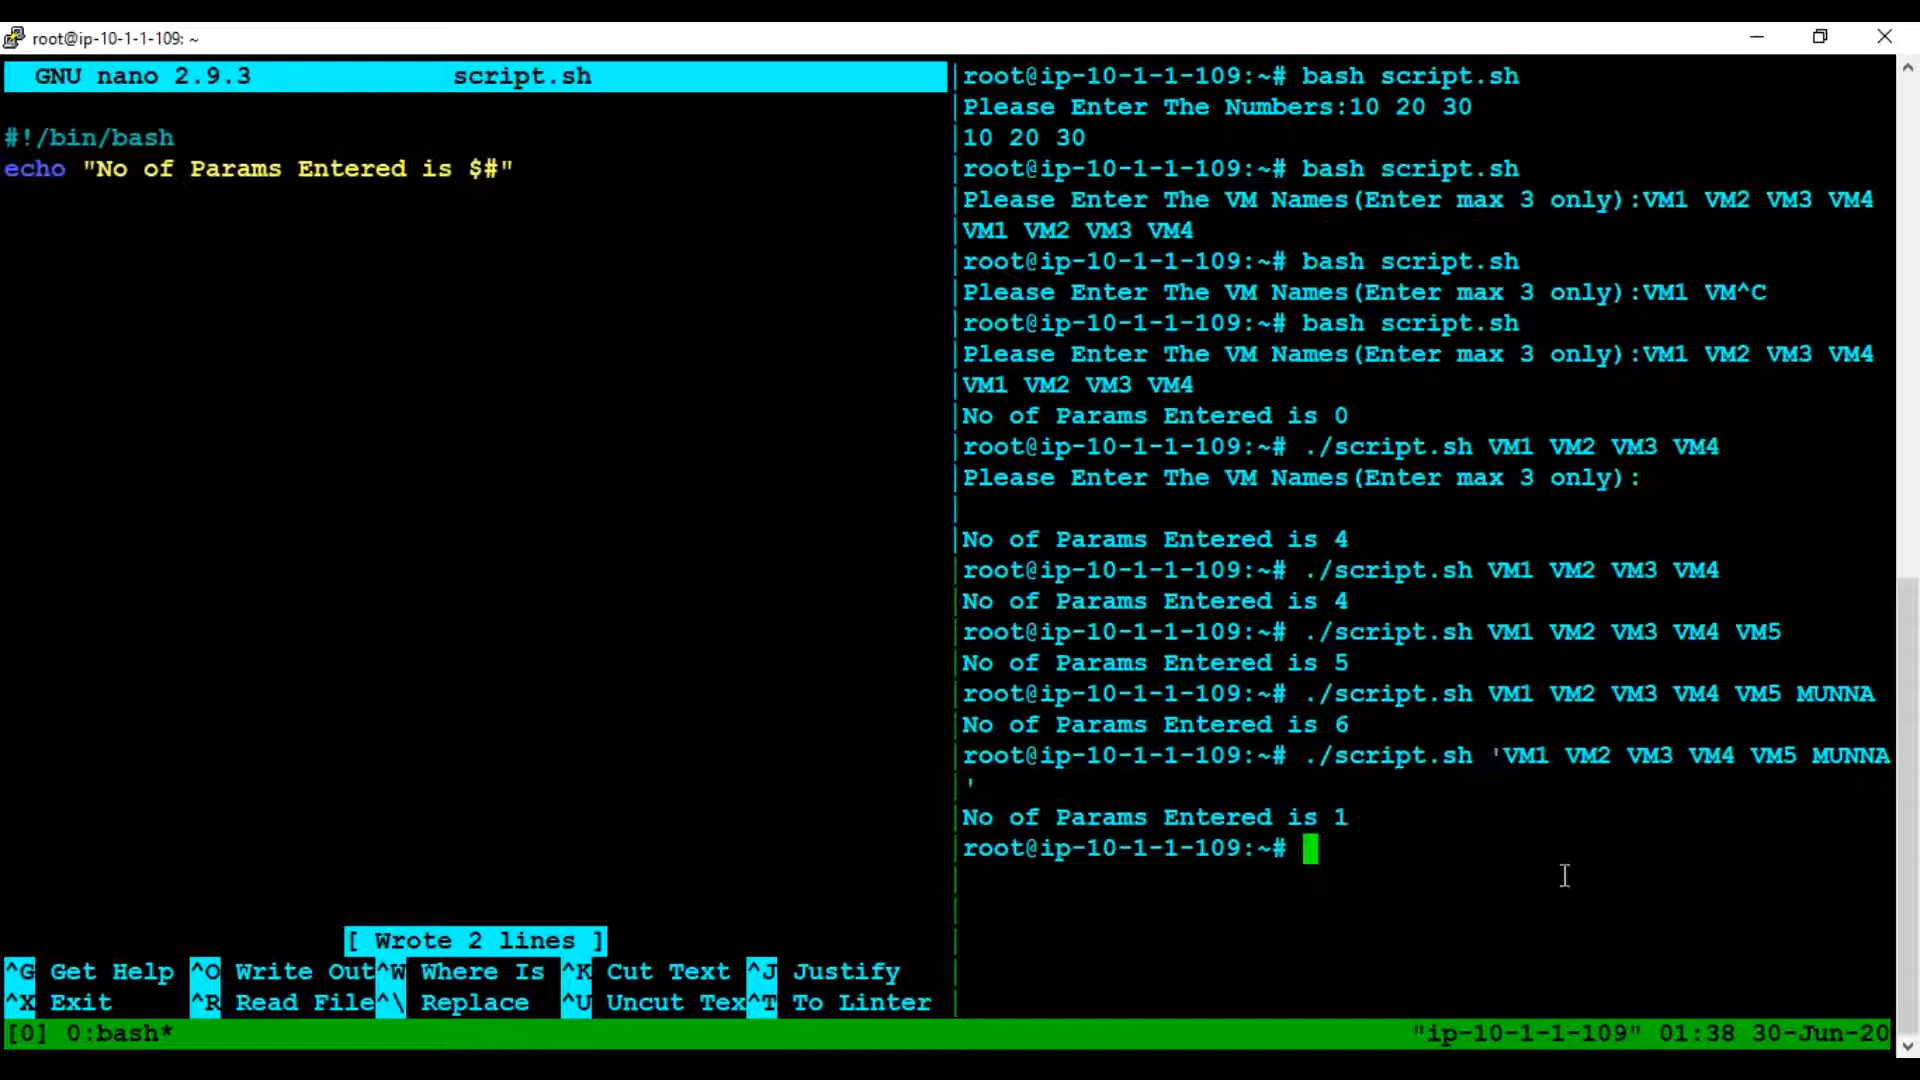 root@ip-10-1-1-109: ~
GNU nano 2.9.3 script.sh
#!/bin/bash
echo "No of Params Entered is $#"
[ Wrote 2 lines ]
^G Get Help ^O Write Out ^W Where Is ^K Cut Text ^J Justify
^X Exit ^R Read File ^\ Replace ^U Uncut Tex ^T To Linter
root@ip-10-1-1-109:~# bash script.sh
Please Enter The Numbers:10 20 30
10 20 30
root@ip-10-1-1-109:~# bash script.sh
Please Enter The VM Names(Enter max 3 only):VM1 VM2 VM3 VM4
VM1 VM2 VM3 VM4
root@ip-10-1-1-109:~# bash script.sh
Please Enter The VM Names(Enter max 3 only):VM1 VM^C
root@ip-10-1-1-109:~# bash script.sh
Please Enter The VM Names(Enter max 3 only):VM1 VM2 VM3 VM4
VM1 VM2 VM3 VM4
No of Params Entered is 0
root@ip-10-1-1-109:~# ./script.sh VM1 VM2 VM3 VM4
Please Enter The VM Names(Enter max 3 only):
No of Params Entered is 4
root@ip-10-1-1-109:~# ./script.sh VM1 VM2 VM3 VM4
No of Params Entered is 4
root@ip-10-1-1-109:~# ./script.sh VM1 VM2 VM3 VM4 VM5
No of Params Entered is 5
root@ip-10-1-1-109:~# ./script.sh VM1 VM2 VM3 VM4 VM5 MUNNA
No of Params Entered is 6
root@ip-10-1-1-109:~# ./script.sh 'VM1 VM2 VM3 VM4 VM5 MUNNA
'
No of Params Entered is 1
root@ip-10-1-1-109:~#
[0] 0:bash* "ip-10-1-1-109" 01:38 30-Jun-20